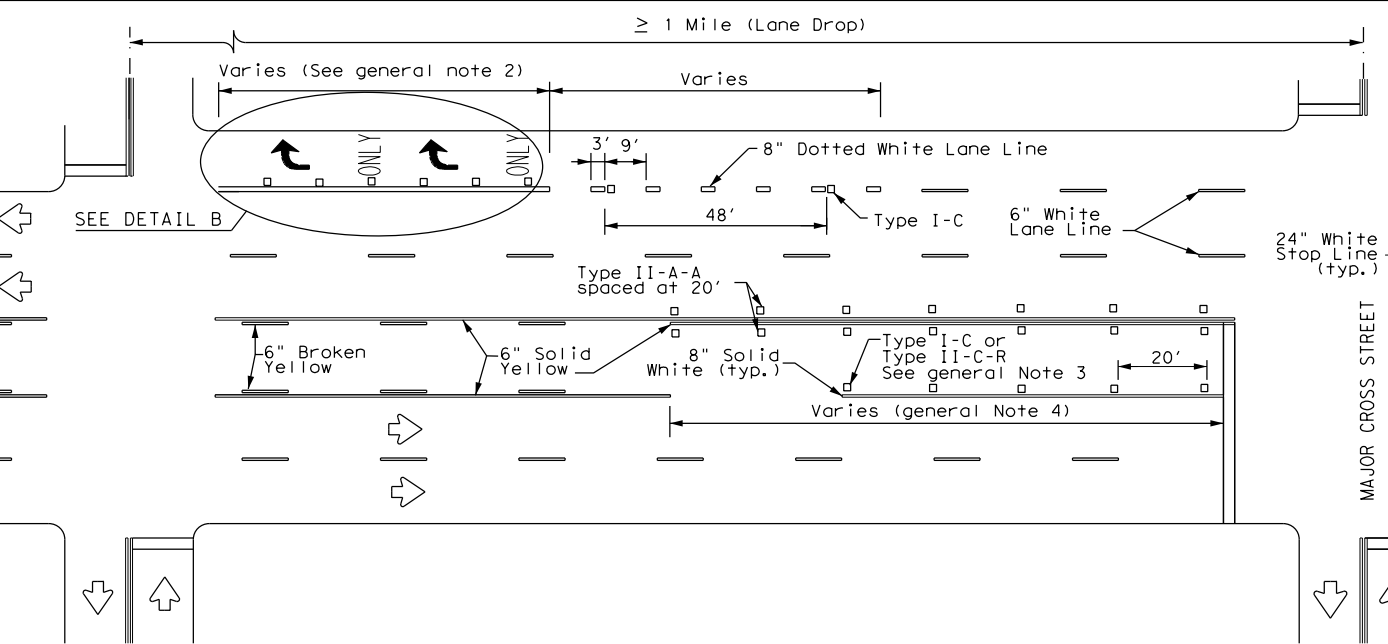 ≥ 1 Mile (Lane Drop)
Varies (See general note 2)
Varies
ONLY
ONLY
3′
9′
8" Dotted White Lane Line
SEE DETAIL B
48′
Type I-C
6" White
Lane Line
24" White
Stop Line
(typ.)
Type II-A-A
spaced at 20′
6" Broken
Yellow
6" Solid
Yellow
8" Solid
White (typ.)
Type I-C or
Type II-C-R
See general Note 3
20′
Varies (general Note 4)
MAJOR CROSS STREET